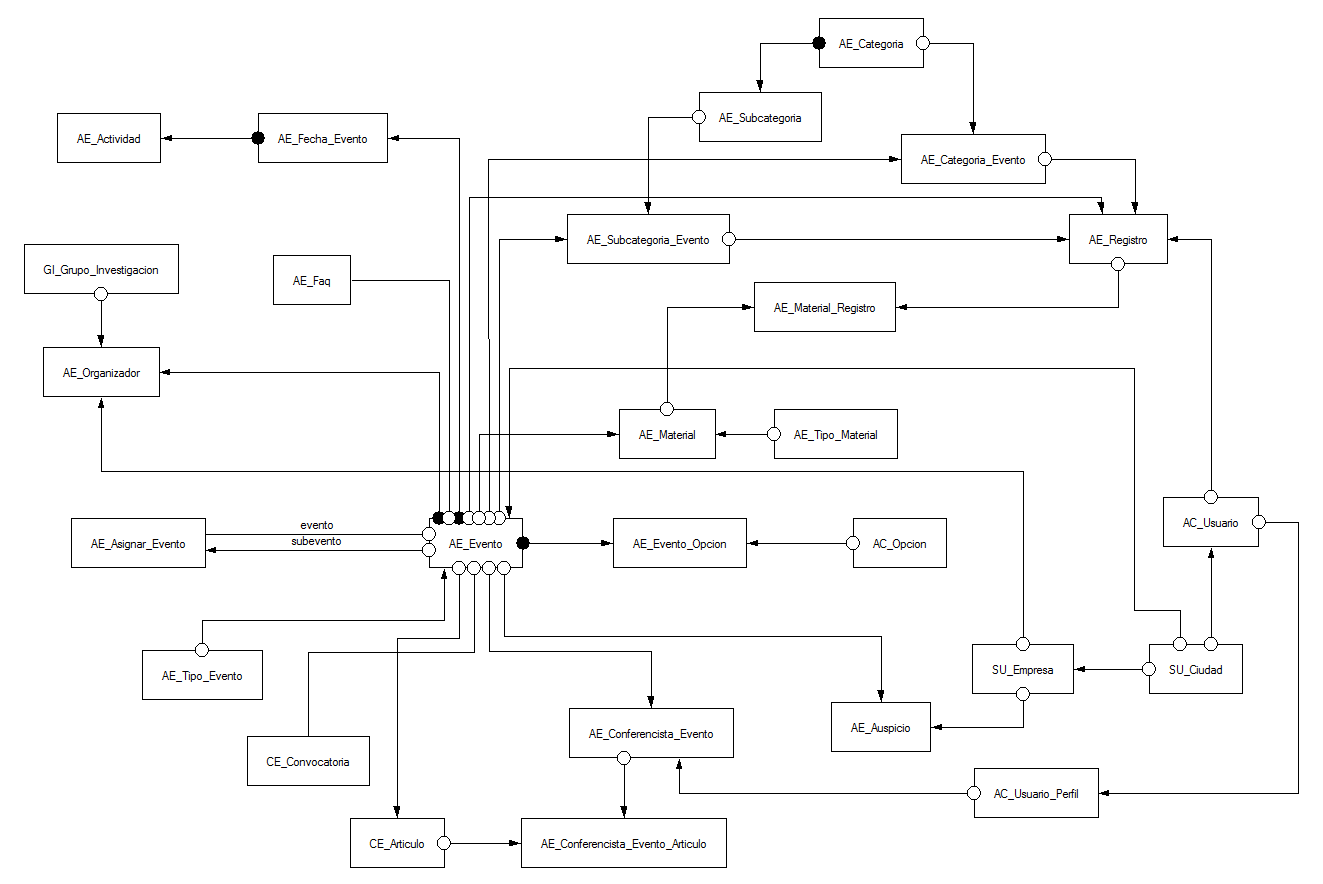 AE_Categoria
AE_Subcategoria
AE_Actividad
AE_Fecha_Evento
AE_Categoria_Evento
AE_Subcategoria_Evento
AE_Registro
GI_Grupo_Investigacion
AE_Faq
AE_Material_Registro
AE_Organizador
AE_Material
AE_Tipo_Material
evento
subevento
AE_Asignar_Evento
AE_Evento
AE_Evento_Opcion
AC_Opcion
AC_Usuario
AE_Tipo_Evento
SU_Empresa
SU_Ciudad
AE_Auspicio
AE_Conferencista_Evento
CE_Convocatoria
AC_Usuario_Perfil
CE_Articulo
AE_Conferencista_Evento_Articulo